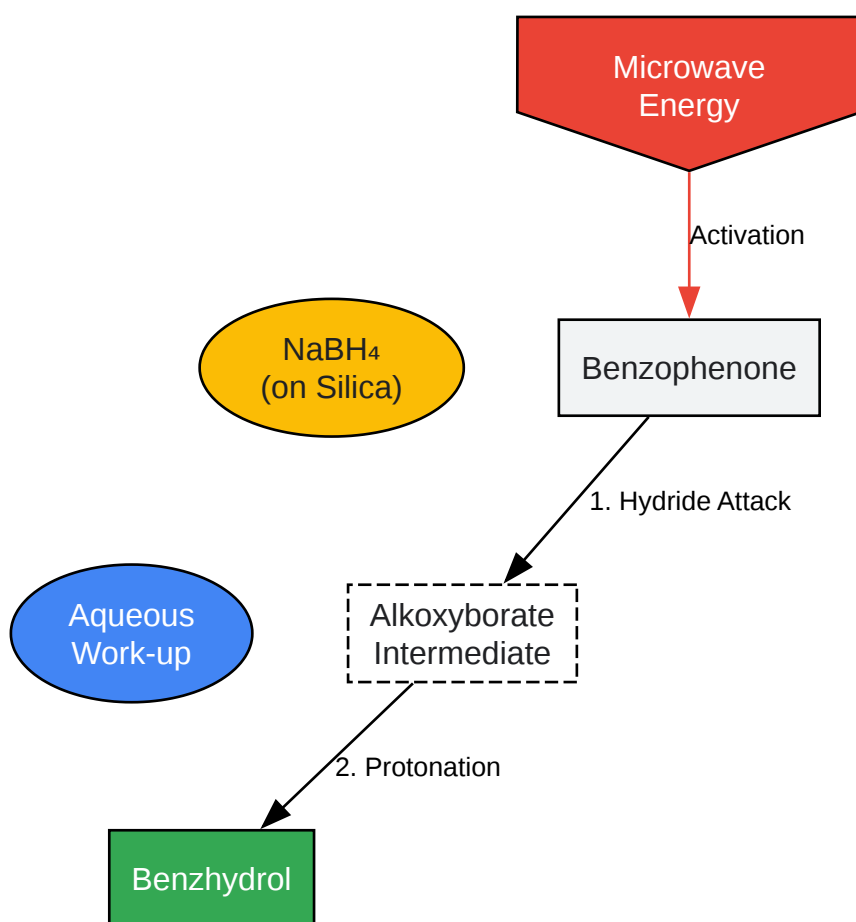 Microwave
Energy
Activation
NaBH₄
(on Silica)
Benzophenone
1. Hydride Attack
Aqueous
Work-up
Alkoxyborate
Intermediate
2. Protonation
Benzhydrol